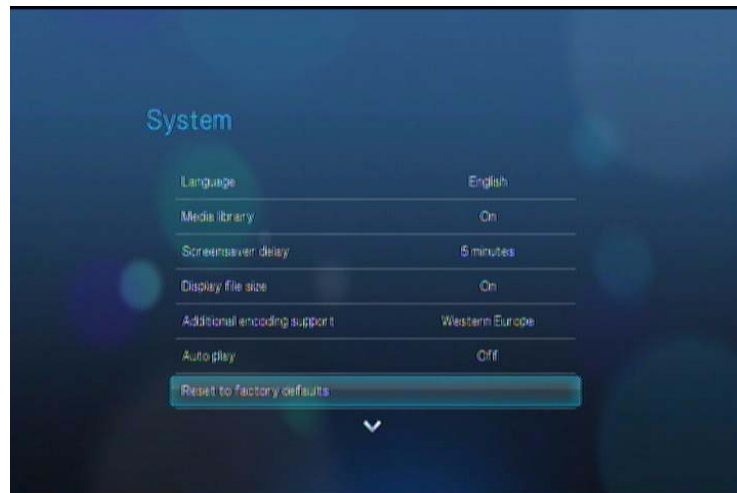 System
Language English
Media library On
Screensaver delay 5 minutes
Display file size On
Additional encoding support Western Europe
Auto play Off
Reset to factory defaults